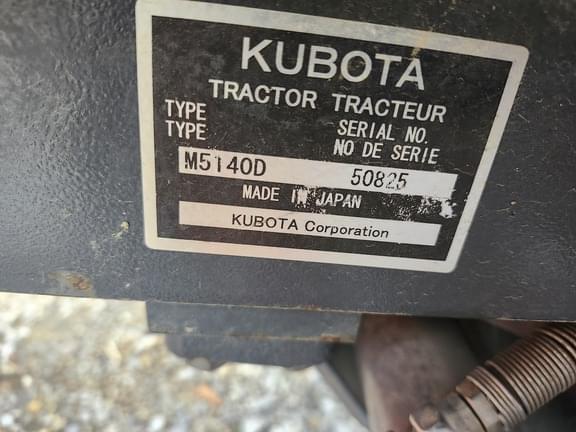 KUBOTA
TRACTOR TRACTEUR
TYPE SERIAL NO.
TYPE NO DE SERIE
M5140D 50825
MADE IN JAPAN
KUBOTA Corporation